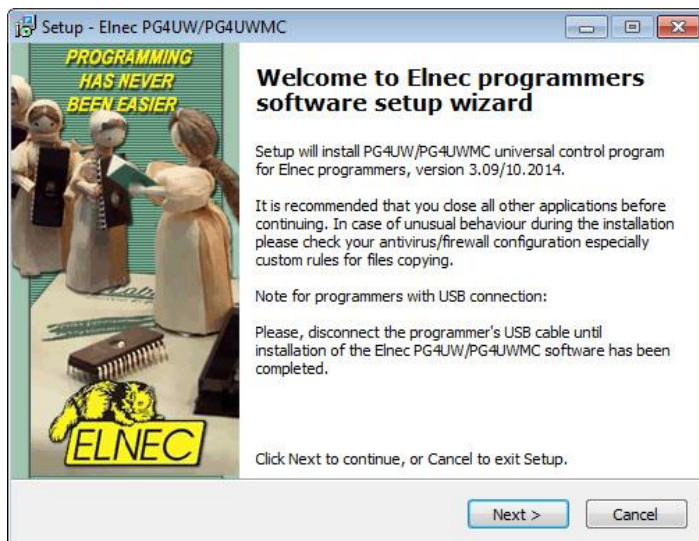 Setup - Elnec PG4UW/PG4UWMC
PROGRAMMING
HAS NEVER
BEEN EASIER
Welcome to Elnec programmers
software setup wizard
Setup will install PG4UW/PG4UWMC universal control program
for Elnec programmers, version 3.09/10.2014.
It is recommended that you close all other applications before
continuing. In case of unusual behaviour during the installation
please check your antivirus/firewall configuration especially
custom rules for files copying.
Note for programmers with USB connection:
Please, disconnect the programmer's USB cable until
installation of the Elnec PG4UW/PG4UWMC software has been
completed.
ELNEC
Click Next to continue, or Cancel to exit Setup.
Next >
Cancel